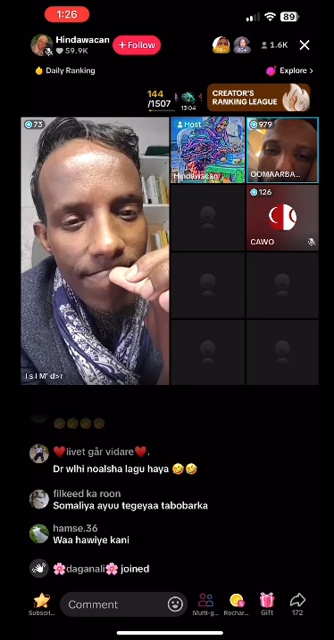 1:26
89
Hindawacan
59.9K
+ Follow
1.6K
Daily Ranking
Explore >
144
/1507
13:04
CREATOR'S
RANKING LEAGUE
73
Host
Hindawacan
979
OOMAARBA...
126
CAWO
❤️livet går vidare❤️.
Dr wlhi noalsha lagu haya 🤣🤣
filkeed ka roon
Somaliya ayuu tegeyaa tabobarka
hamse.36
Waa hawiye kani
🌸daganali🌸 joined
Subscri...
Comment
Multi-g...
Rechar...
Gift
172